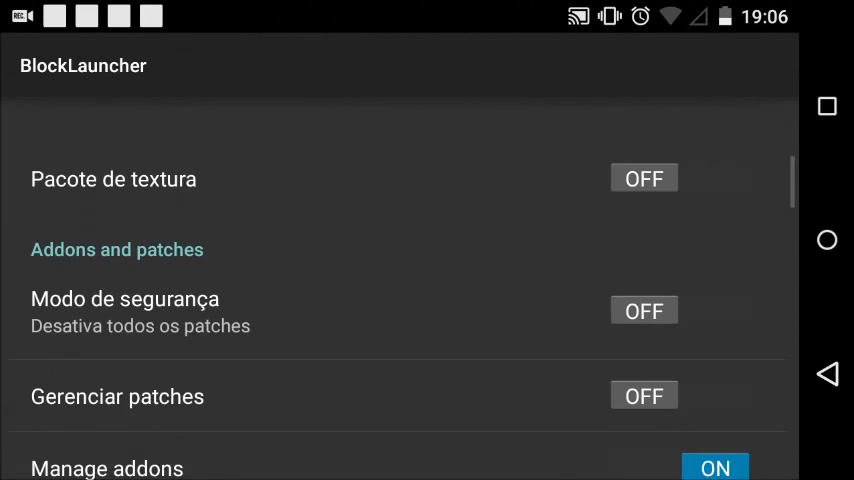 REC
19:06
BlockLauncher
Pacote de textura
OFF
Addons and patches
Modo de segurança
Desativa todos os patches
OFF
Gerenciar patches
OFF
Manage addons
ON